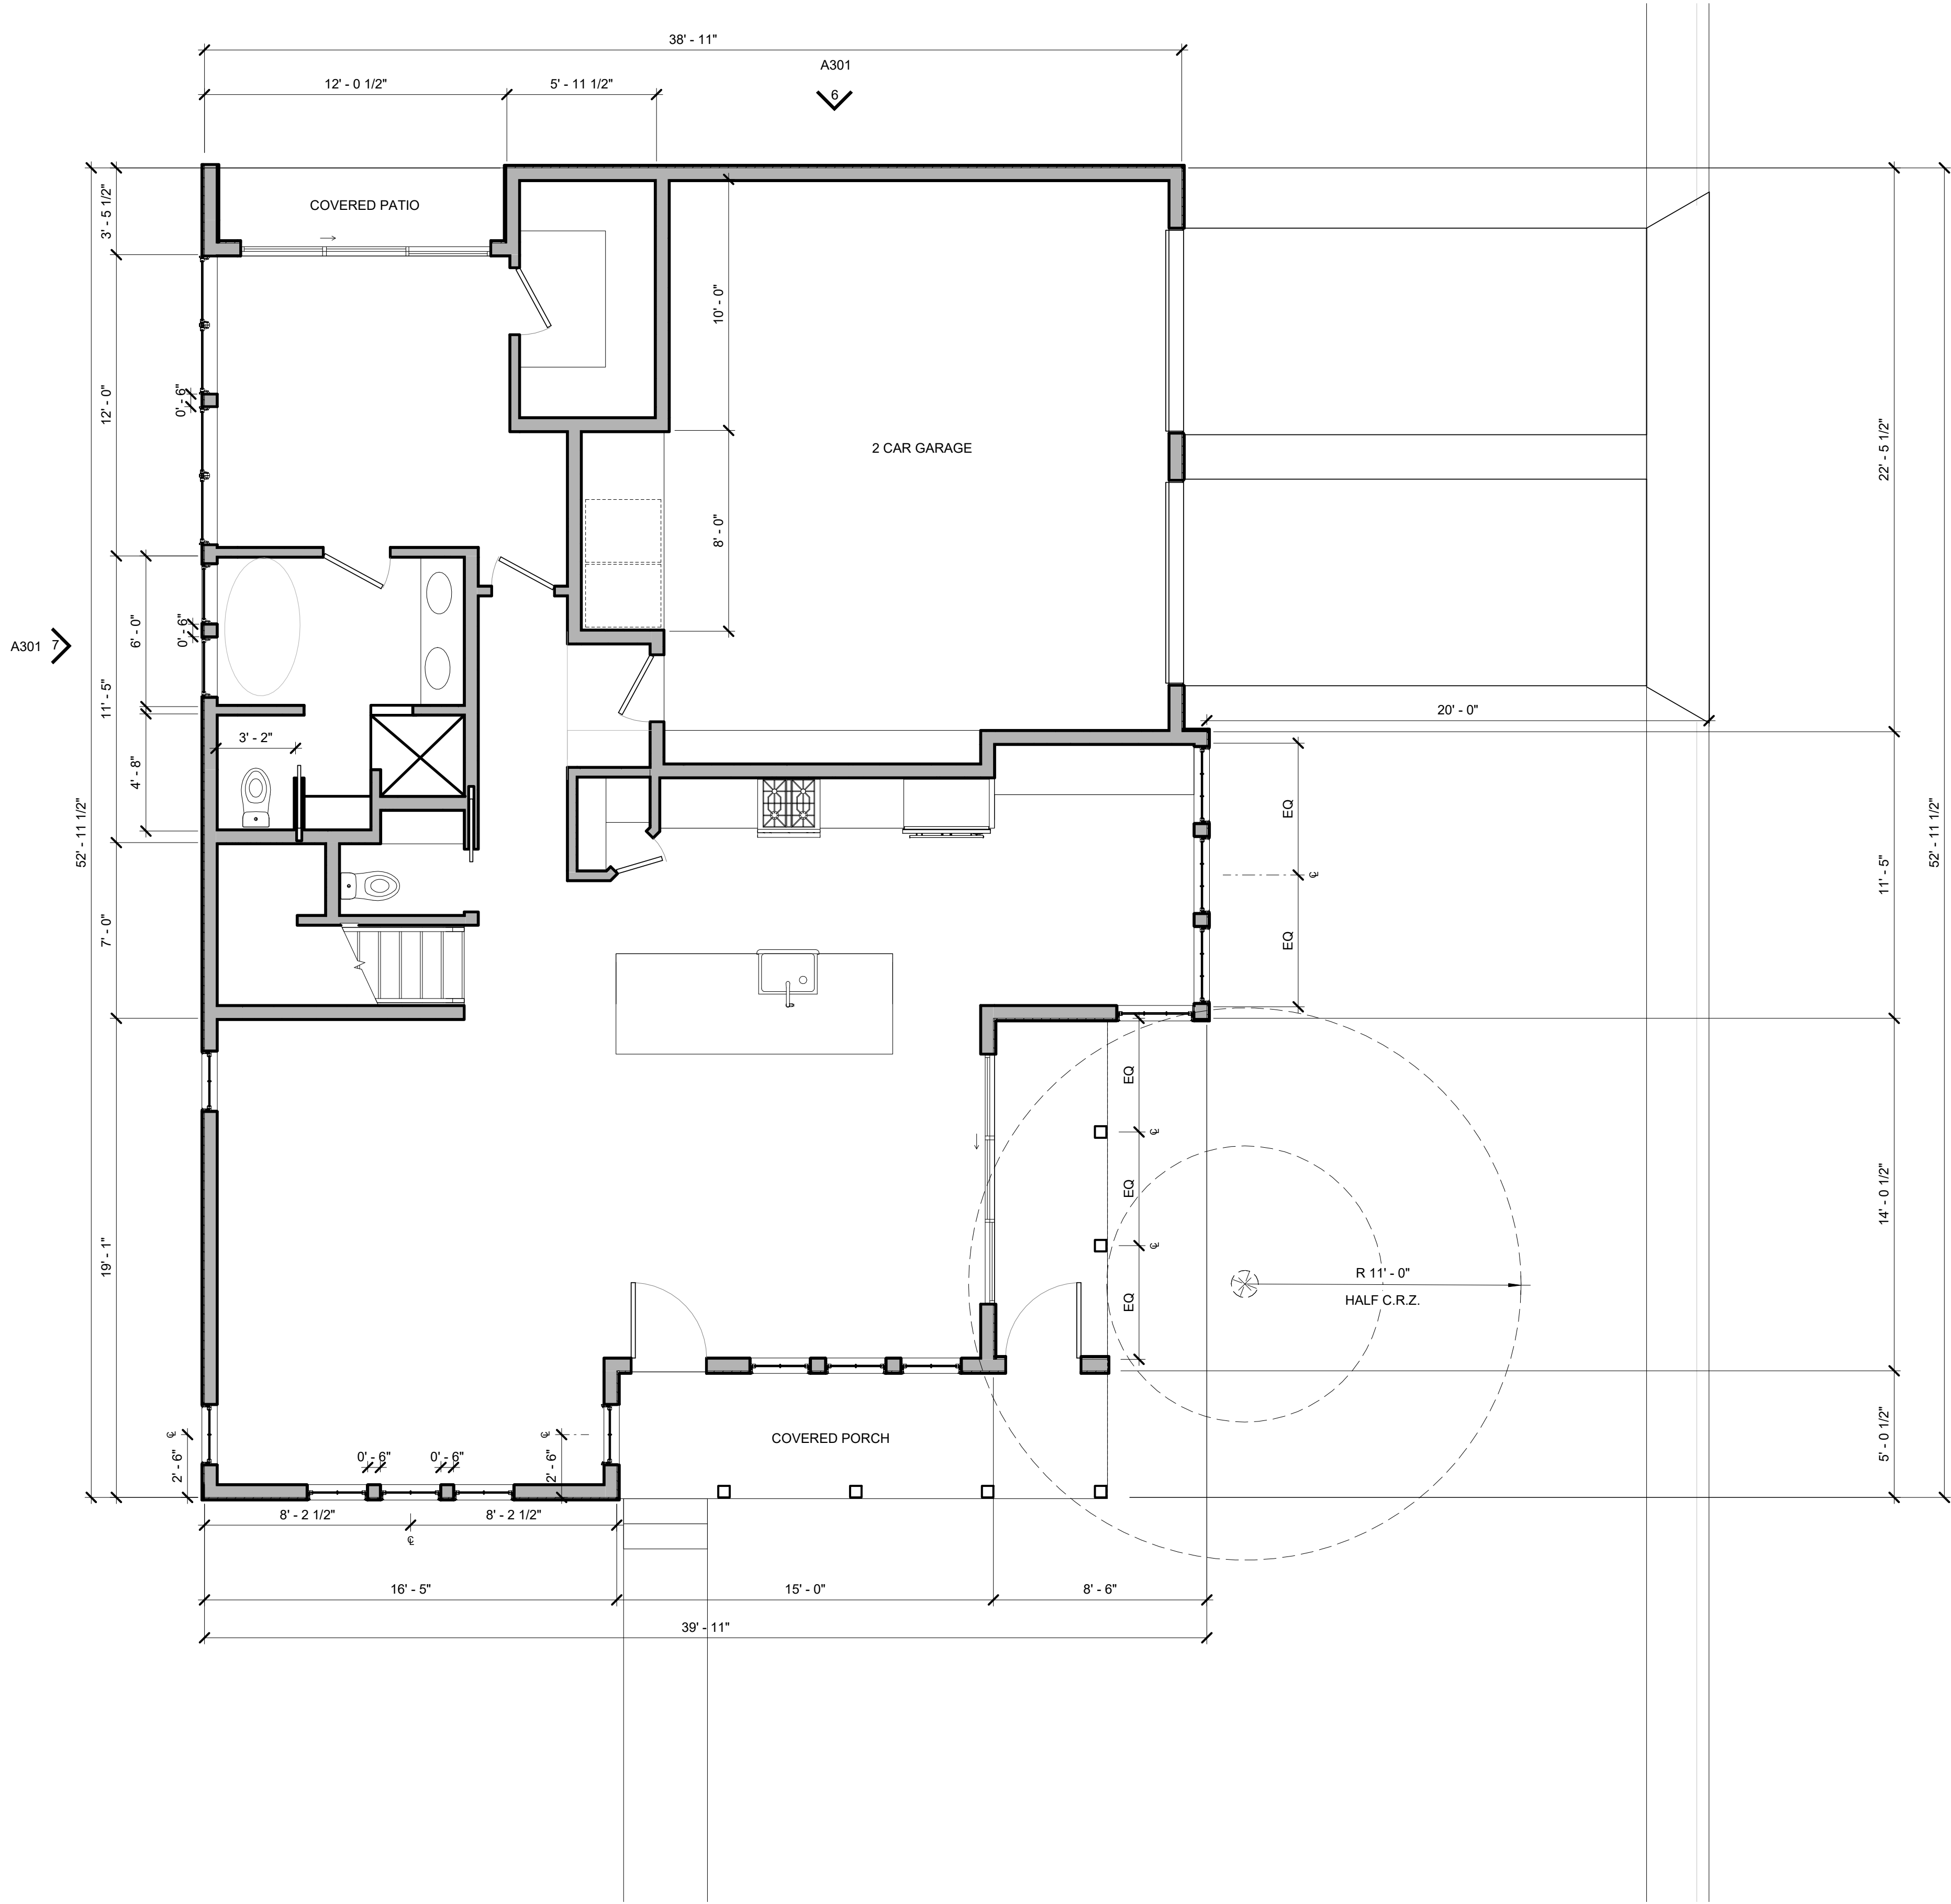 38' - 11"
A301
12' - 0 1/2"
5' - 11 1/2"
6
COVERED PATIO
3' - 5 1/2"
10' - 0"
12' - 0"
0' - 6"
2 CAR GARAGE
22' - 5 1/2"
8' - 0"
6' - 0"
0' - 6"
A301 7
11' - 5"
20' - 0"
3' - 2"
4' - 8"
EQ
52' - 11 1/2"
52' - 11 1/2"
11' - 5"
℄
7' - 0"
EQ
EQ
℄
EQ
14' - 0 1/2"
19' - 1"
℄
R 11' - 0"
HALF C.R.Z.
EQ
5' - 0 1/2"
COVERED PORCH
℄
℄
2' - 6"
0' - 6"
0' - 6"
2' - 6"
8' - 2 1/2"
8' - 2 1/2"
℄
16' - 5"
15' - 0"
8' - 6"
39' - 11"